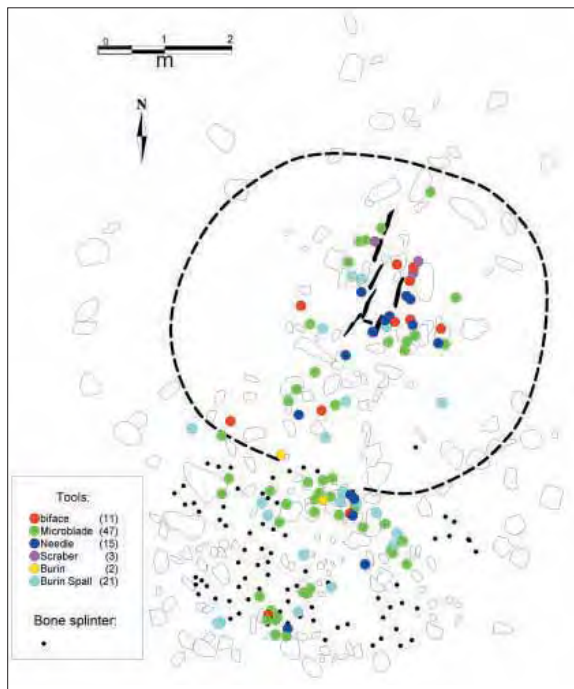 0 1 2
m
N
Tools:
biface (11)
Microblade (47)
Needle (15)
Scraber (3)
Burin (2)
Burin Spall (21)
Bone splinter: